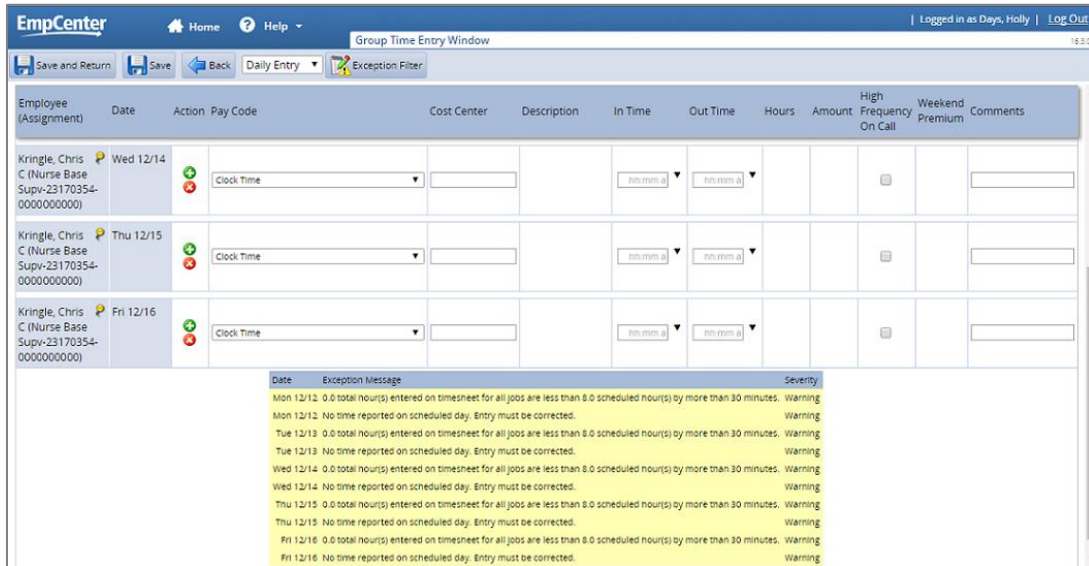 EmpCenter Home Help | Logged in as Days, Holly | Log Out
Group Time Entry Window
Save and Return Save Back Daily Entry Exception Filter
Employee (Assignment) Date Action Pay Code Cost Center Description In Time Out Time Hours Amount High Frequency On Call Weekend Premium Comments
Kringle, Chris Wed 12/14
C (Nurse Base
Supv-23170354-
0000000000)
Clock Time hh:mm a hh:mm a
Kringle, Chris Thu 12/15
C (Nurse Base
Supv-23170354-
0000000000)
Clock Time hh:mm a hh:mm a
Kringle, Chris Fri 12/16
C (Nurse Base
Supv-23170354-
0000000000)
Clock Time hh:mm a hh:mm a
Date Exception Message Severity
Mon 12/12 0.0 total hour(s) entered on timesheet for all jobs are less than 8.0 scheduled hour(s) by more than 30 minutes. Warning
Mon 12/12 No time reported on scheduled day. Entry must be corrected. Warning
Tue 12/13 0.0 total hour(s) entered on timesheet for all jobs are less than 8.0 scheduled hour(s) by more than 30 minutes. Warning
Tue 12/13 No time reported on scheduled day. Entry must be corrected. Warning
Wed 12/14 0.0 total hour(s) entered on timesheet for all jobs are less than 8.0 scheduled hour(s) by more than 30 minutes. Warning
Wed 12/14 No time reported on scheduled day. Entry must be corrected. Warning
Thu 12/15 0.0 total hour(s) entered on timesheet for all jobs are less than 8.0 scheduled hour(s) by more than 30 minutes. Warning
Thu 12/15 No time reported on scheduled day. Entry must be corrected. Warning
Fri 12/16 0.0 total hour(s) entered on timesheet for all jobs are less than 8.0 scheduled hour(s) by more than 30 minutes. Warning
Fri 12/16 No time reported on scheduled day. Entry must be corrected. Warning